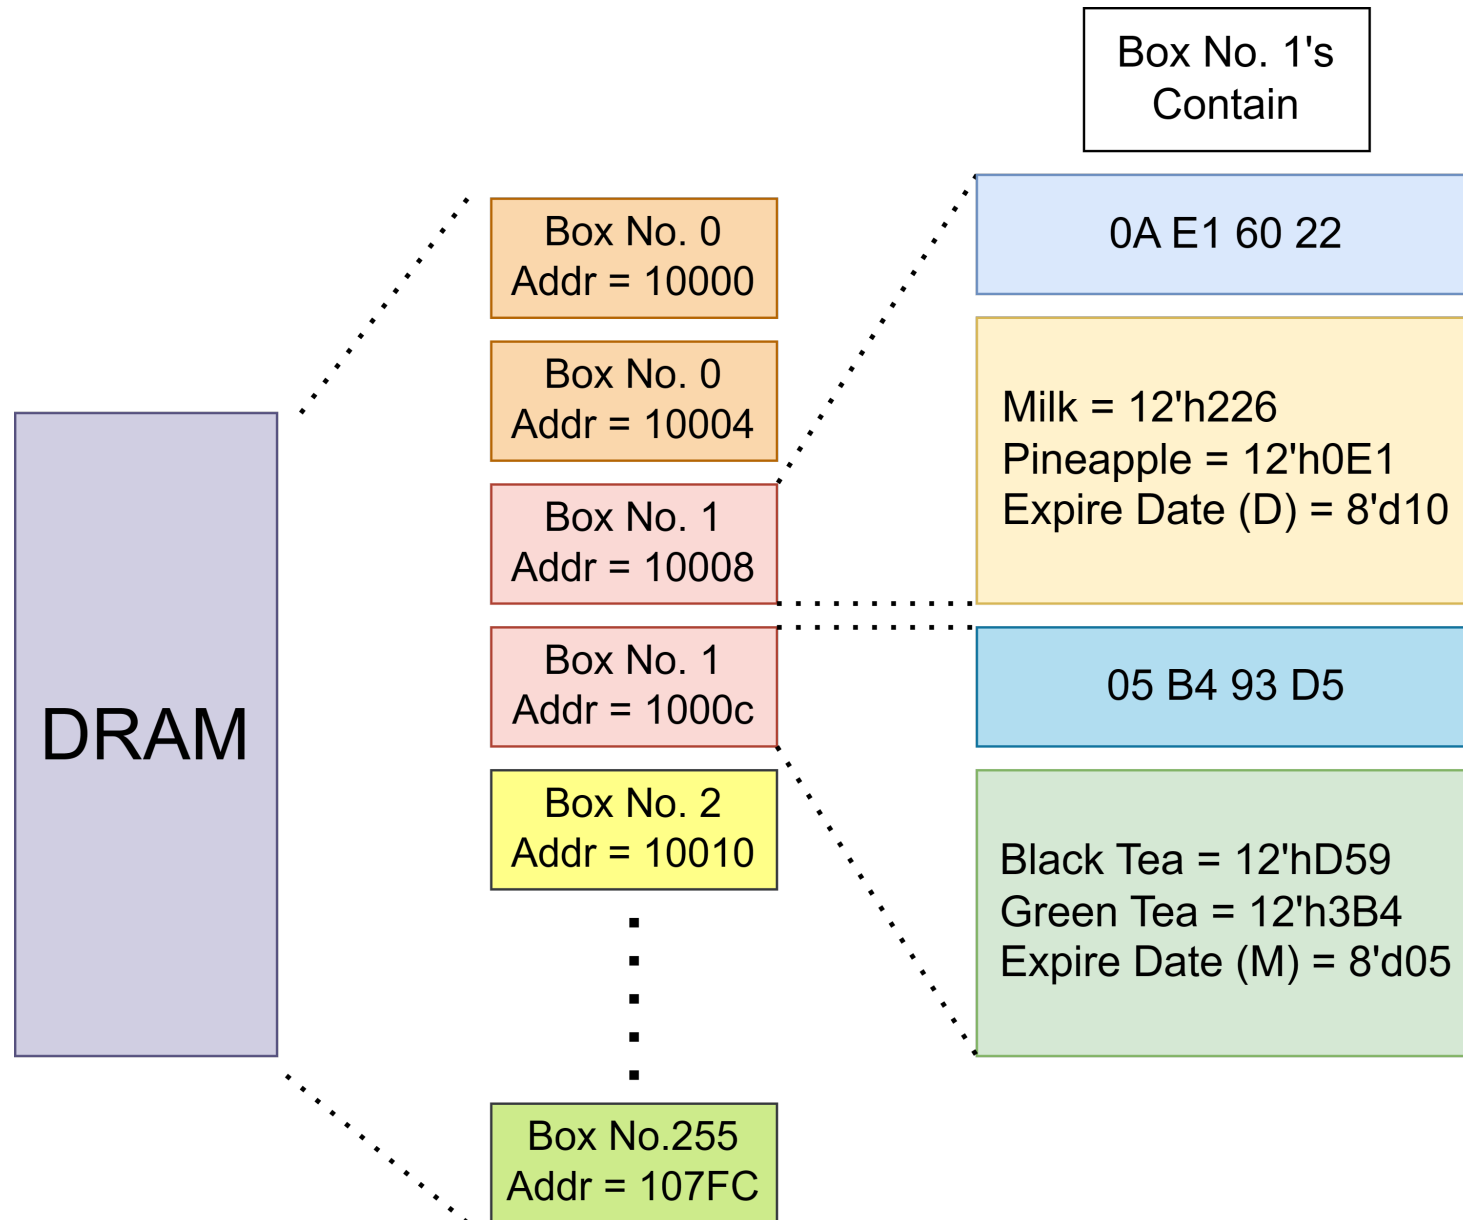 Box No. 1's
Contain
Box No. 0
Addr = 10000
Box No. 0
Addr = 10004
Box No. 1
Addr = 10008
Box No. 1
Addr = 1000c
Box No. 2
Addr = 10010
Box No.255
Addr = 107FC
DRAM
0A E1 60 22
Milk = 12'h226
Pineapple = 12'h0E1
Expire Date (D) = 8'd10
05 B4 93 D5
Black Tea = 12'hD59
Green Tea = 12'h3B4
Expire Date (M) = 8'd05